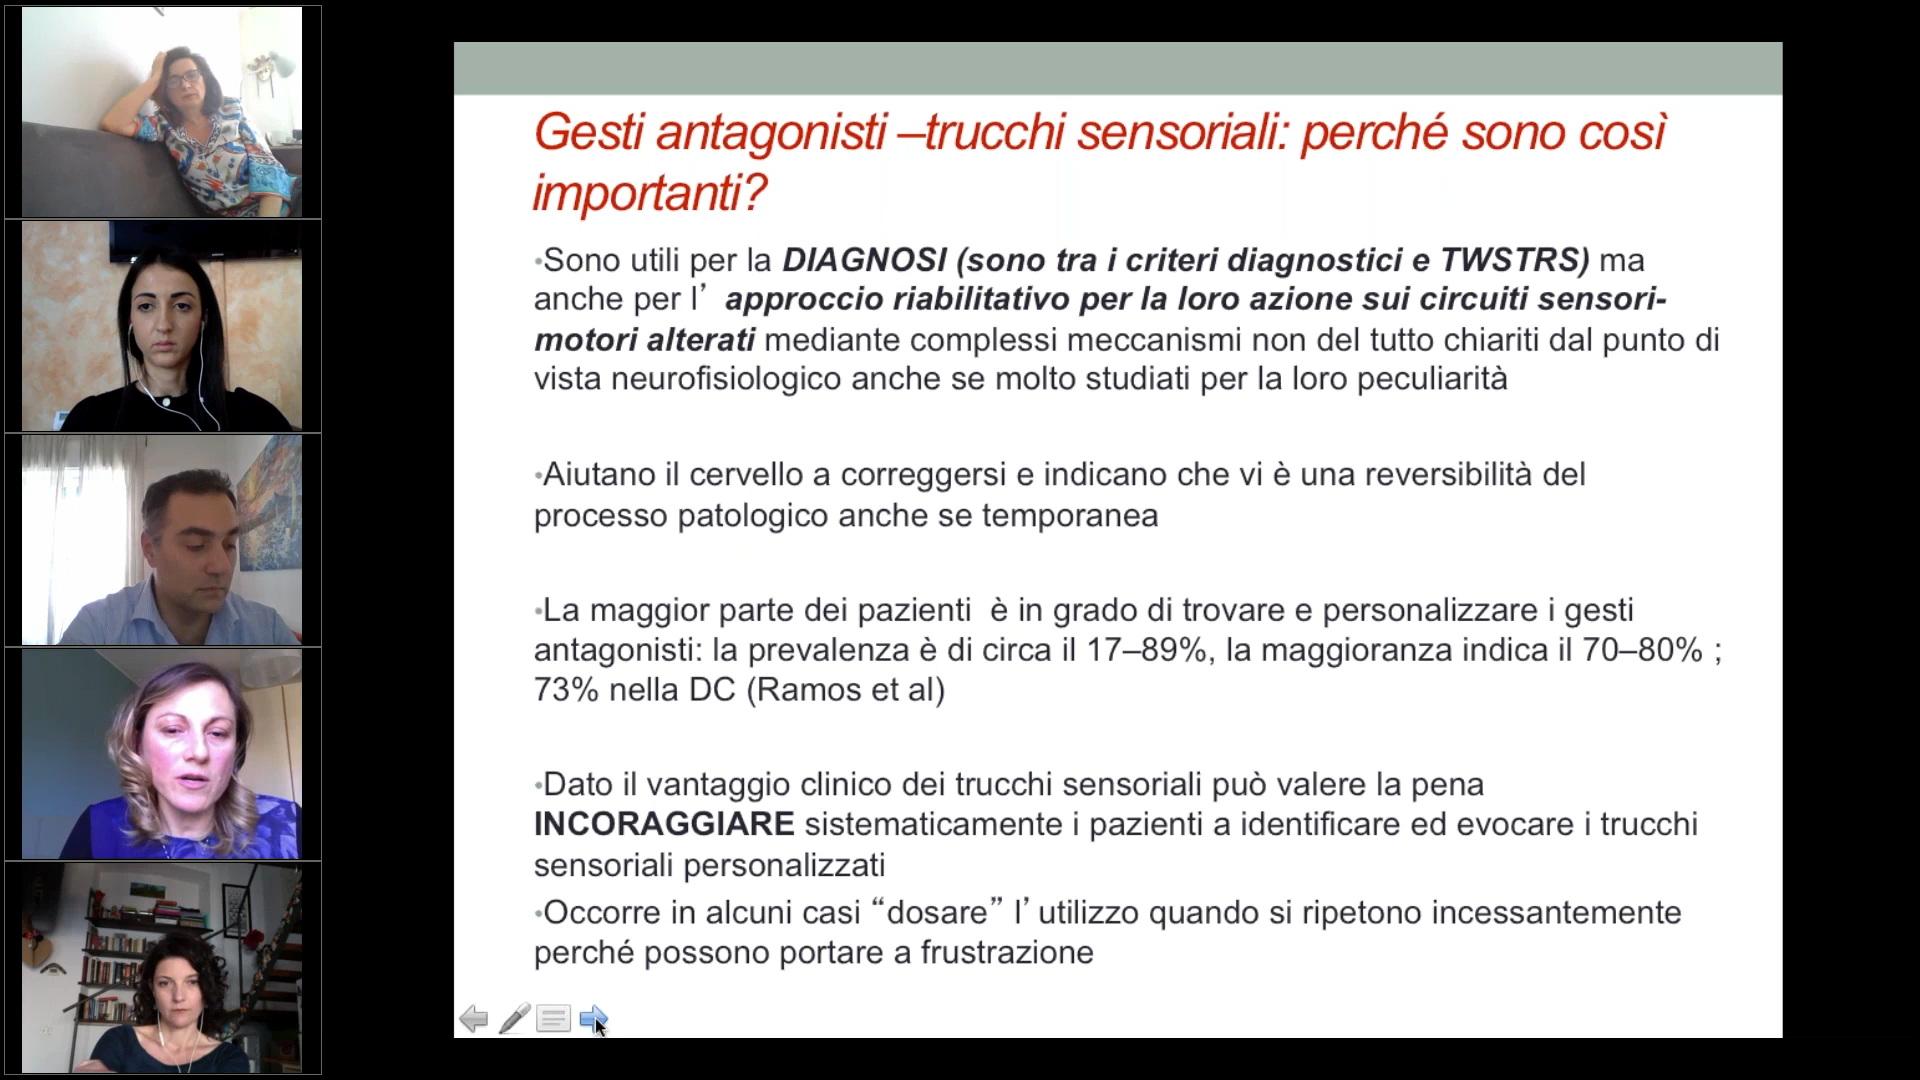 Gesti antagonisti –trucchi sensoriali: perché sono così
importanti?
•Sono utili per la DIAGNOSI (sono tra i criteri diagnostici e TWSTRS) ma
anche per l’ approccio riabilitativo per la loro azione sui circuiti sensori-
motori alterati mediante complessi meccanismi non del tutto chiariti dal punto di
vista neurofisiologico anche se molto studiati per la loro peculiarità
•Aiutano il cervello a correggersi e indicano che vi è una reversibilità del
processo patologico anche se temporanea
•La maggior parte dei pazienti è in grado di trovare e personalizzare i gesti
antagonisti: la prevalenza è di circa il 17–89%, la maggioranza indica il 70–80% ;
73% nella DC (Ramos et al)
•Dato il vantaggio clinico dei trucchi sensoriali può valere la pena
INCORAGGIARE sistematicamente i pazienti a identificare ed evocare i trucchi
sensoriali personalizzati
•Occorre in alcuni casi “dosare” l’utilizzo quando si ripetono incessantemente
perché possono portare a frustrazione